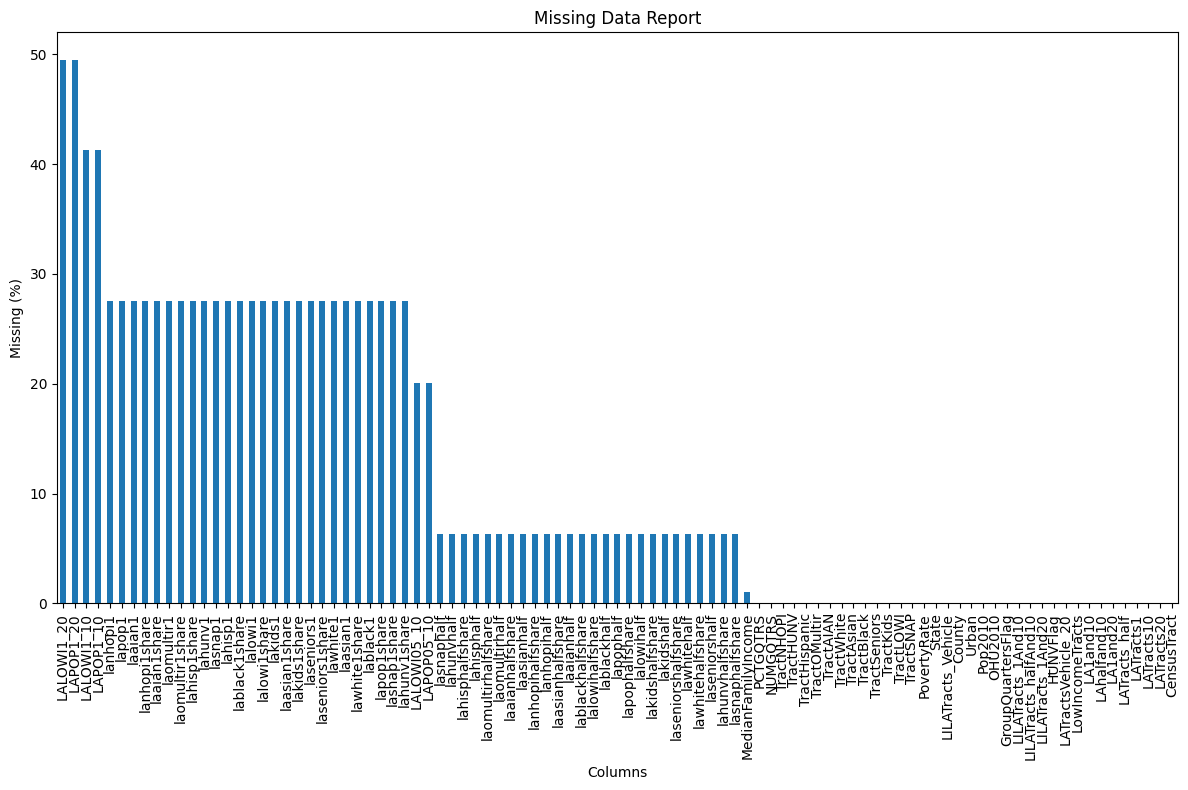 Missing Data Report
Missing (%)
50
40
30
20
10
0
LALOWI1_20
LAPOP1_20
LALOWI1_10
LAPOP1_10
lanhopi1
lapop1
laaian1
lanhopi1share
laaian1share
laomultir1
laomultir1share
lahisp1share
lahunv1
lasnap1
lahisp1
lablack1share
lalowi1
lalowi1share
lakids1
laasian1share
lakids1share
laseniors1
laseniors1share
lawhite1
laasian1
lawhite1share
lablack1
lapop1share
lasnap1share
lahunv1share
LALOWI05_10
LAPOP05_10
lasnaphalf
lahunvhalf
lahisphalfshare
lahisphalf
laomultirhalfshare
laomultirhalf
laaianhalfshare
laasianhalf
lanhopihalfshare
lanhopihalf
laasianhalfshare
laaianhalf
lablackhalfshare
lalowihalfshare
lablackhalf
lapophalf
lapophalfshare
lalowihalf
lakidshalfshare
lakidshalf
laseniorshalfshare
lawhitehalf
lawhitehalfshare
laseniorshalf
lahunvhalfshare
lasnaphalfshare
MedianFamilyIncome
PCTGQTRS
NUMGQTRS
TractNHOPI
TractHUNV
TractHispanic
TractOMultir
TractAIAN
TractWhite
TractAsian
TractBlack
TractSeniors
TractKids
TractLOWI
TractSNAP
PovertyRate
State
LILATracts_Vehicle
County
Urban
Pop2010
OHU2010
GroupQuartersFlag
LILATracts_1And10
LILATracts_halfAnd10
LILATracts_1And20
HUNVFlag
LATractsVehicle_20
LowIncomeTracts
LA1and10
LAhalfand10
LA1and20
LATracts_half
LATracts1
LATracts10
LATracts20
CensusTract
Columns